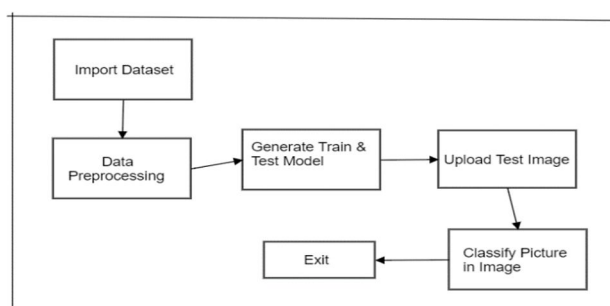 Import Dataset
Data
Preprocessing
Generate Train &
Test Model
Upload Test Image
Classify Picture
in Image
Exit